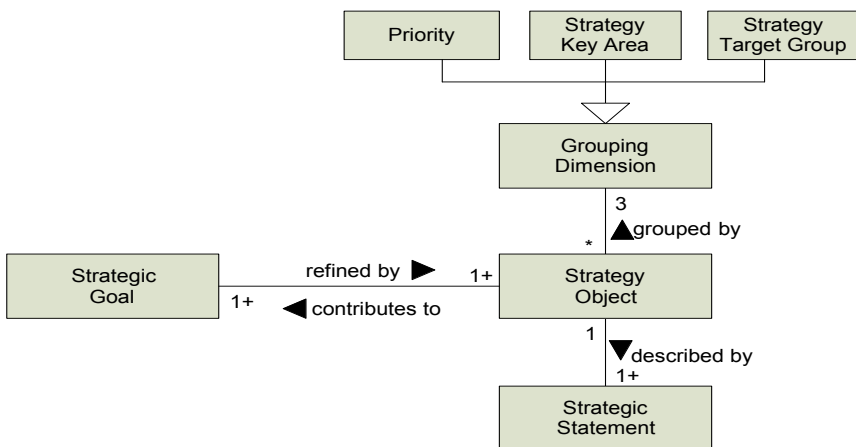 Priority
Strategy
Key Area
Strategy
Target Group
Grouping
Dimension
3
grouped by
*
Strategic
Goal
refined by
1+
1+
contributes to
Strategy
Object
1
described by
1+
Strategic
Statement